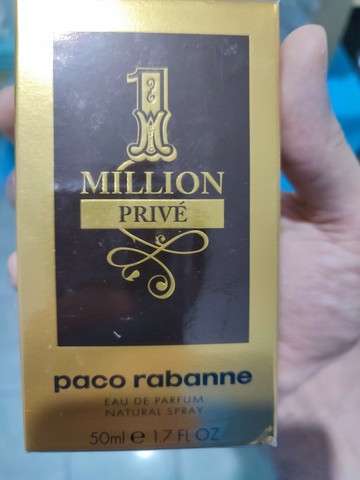 1
MILLION
PRIVÉ
paco rabanne
EAU DE PARFUM
NATURAL SPRAY
50ml e 1.7 FL OZ